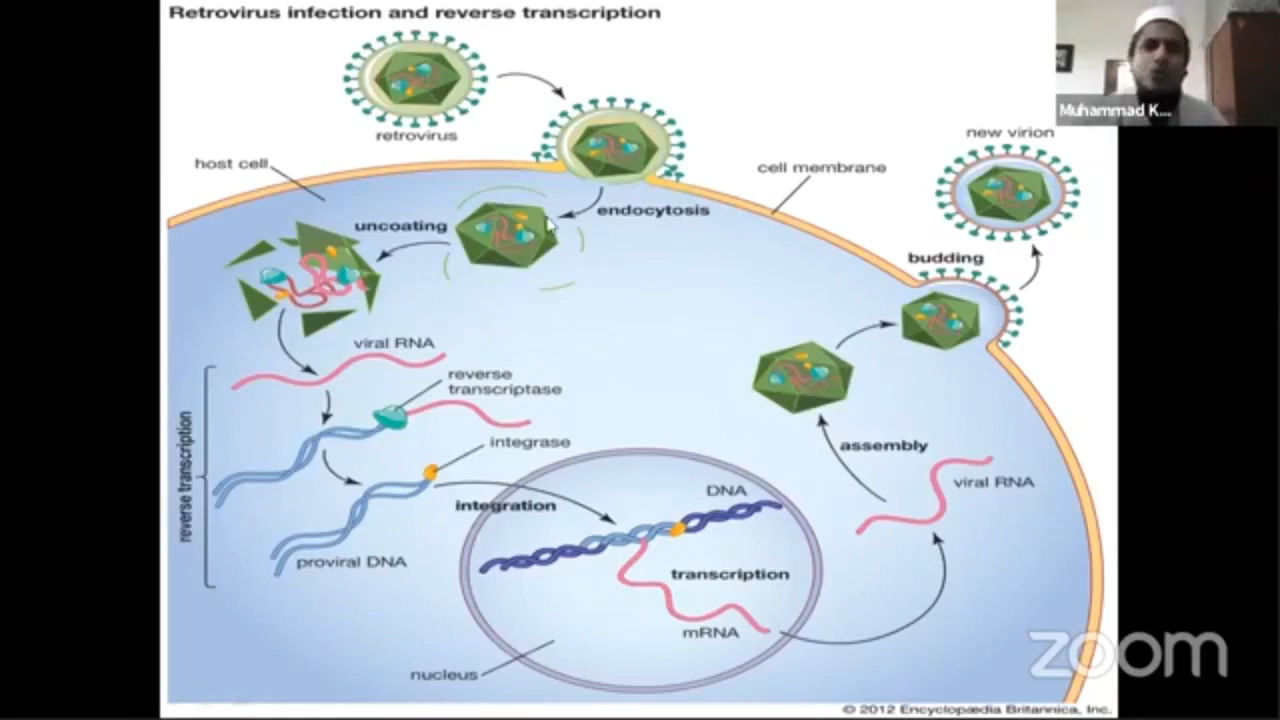 Retrovirus infection and reverse transcription
Muhammad K...
retrovirus
new virion
host cell
cell membrane
endocytosis
uncoating
budding
viral RNA
reverse
transcriptase
integrase
reverse transcription
integration
DNA
assembly
viral RNA
proviral DNA
transcription
mRNA
nucleus
zoom
© 2012 Encyclopædia Britannica, Inc.